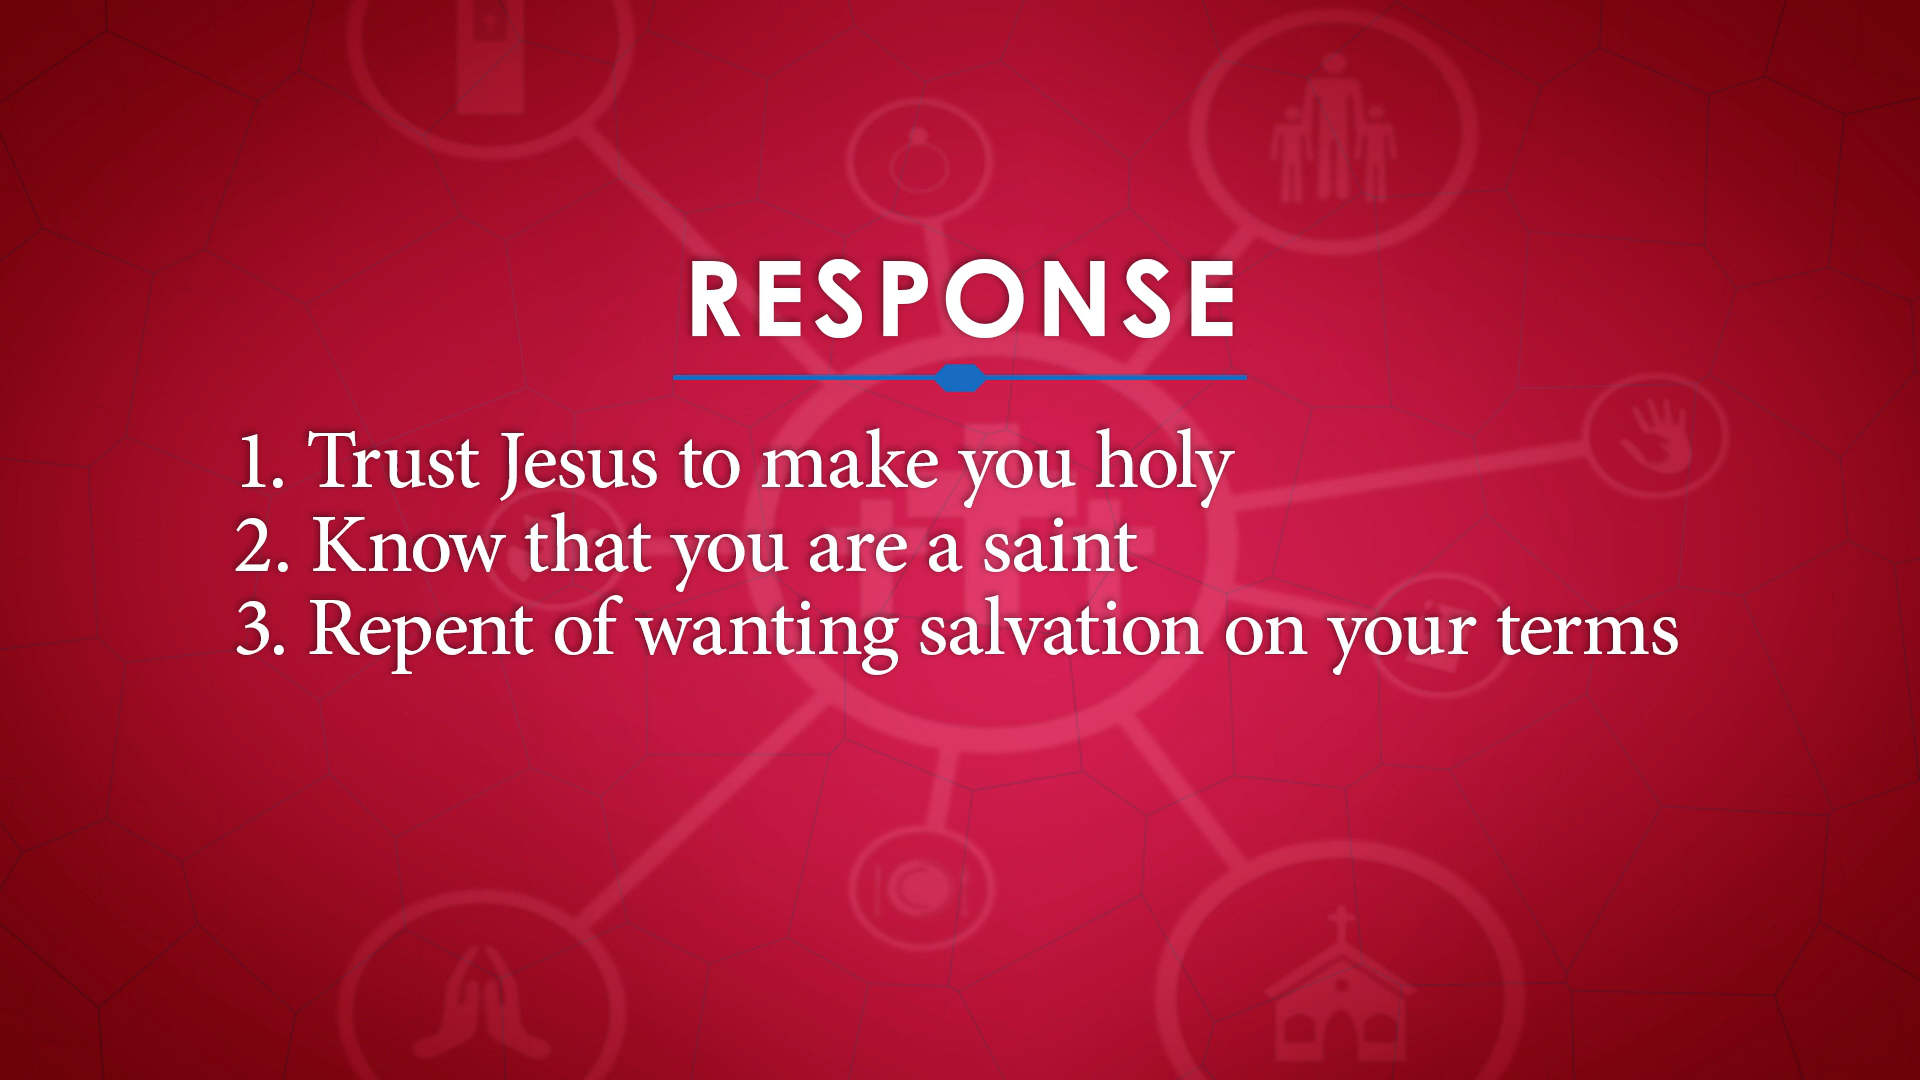 RESPONSE
1. Trust Jesus to make you holy
2. Know that you are a saint
3. Repent of wanting salvation on your terms